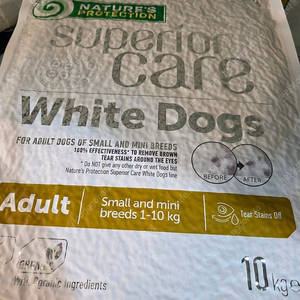 NATURE'S
PROTECTION
superior
care
White Dogs
FOR ADULT DOGS OF SMALL AND MINI BREEDS
100% EFFECTIVENESS* TO REMOVE BROWN
TEAR STAINS AROUND THE EYES
* Do NOT give any other dry or wet food but
Nature's Protection Superior Care White Dogs line
BEFORE
AFTER
Adult
Small and mini
breeds 1-10 kg
Tear Stains Off
10 kg e
ingredients